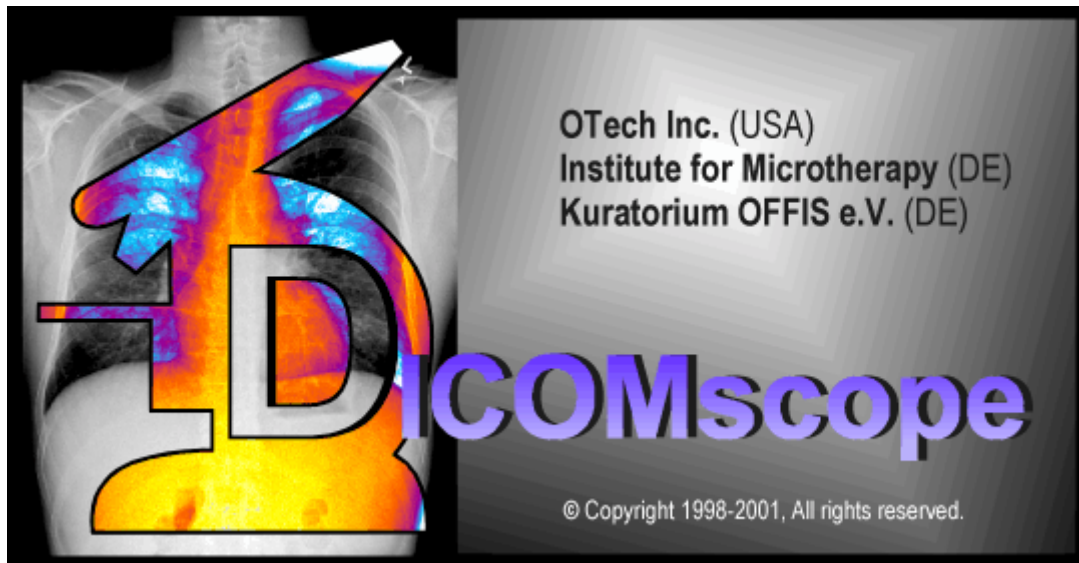 OTech Inc. (USA)
Institute for Microtherapy (DE)
Kuratorium OFFIS e.V. (DE)
DICOMscope
© Copyright 1998-2001, All rights reserved.